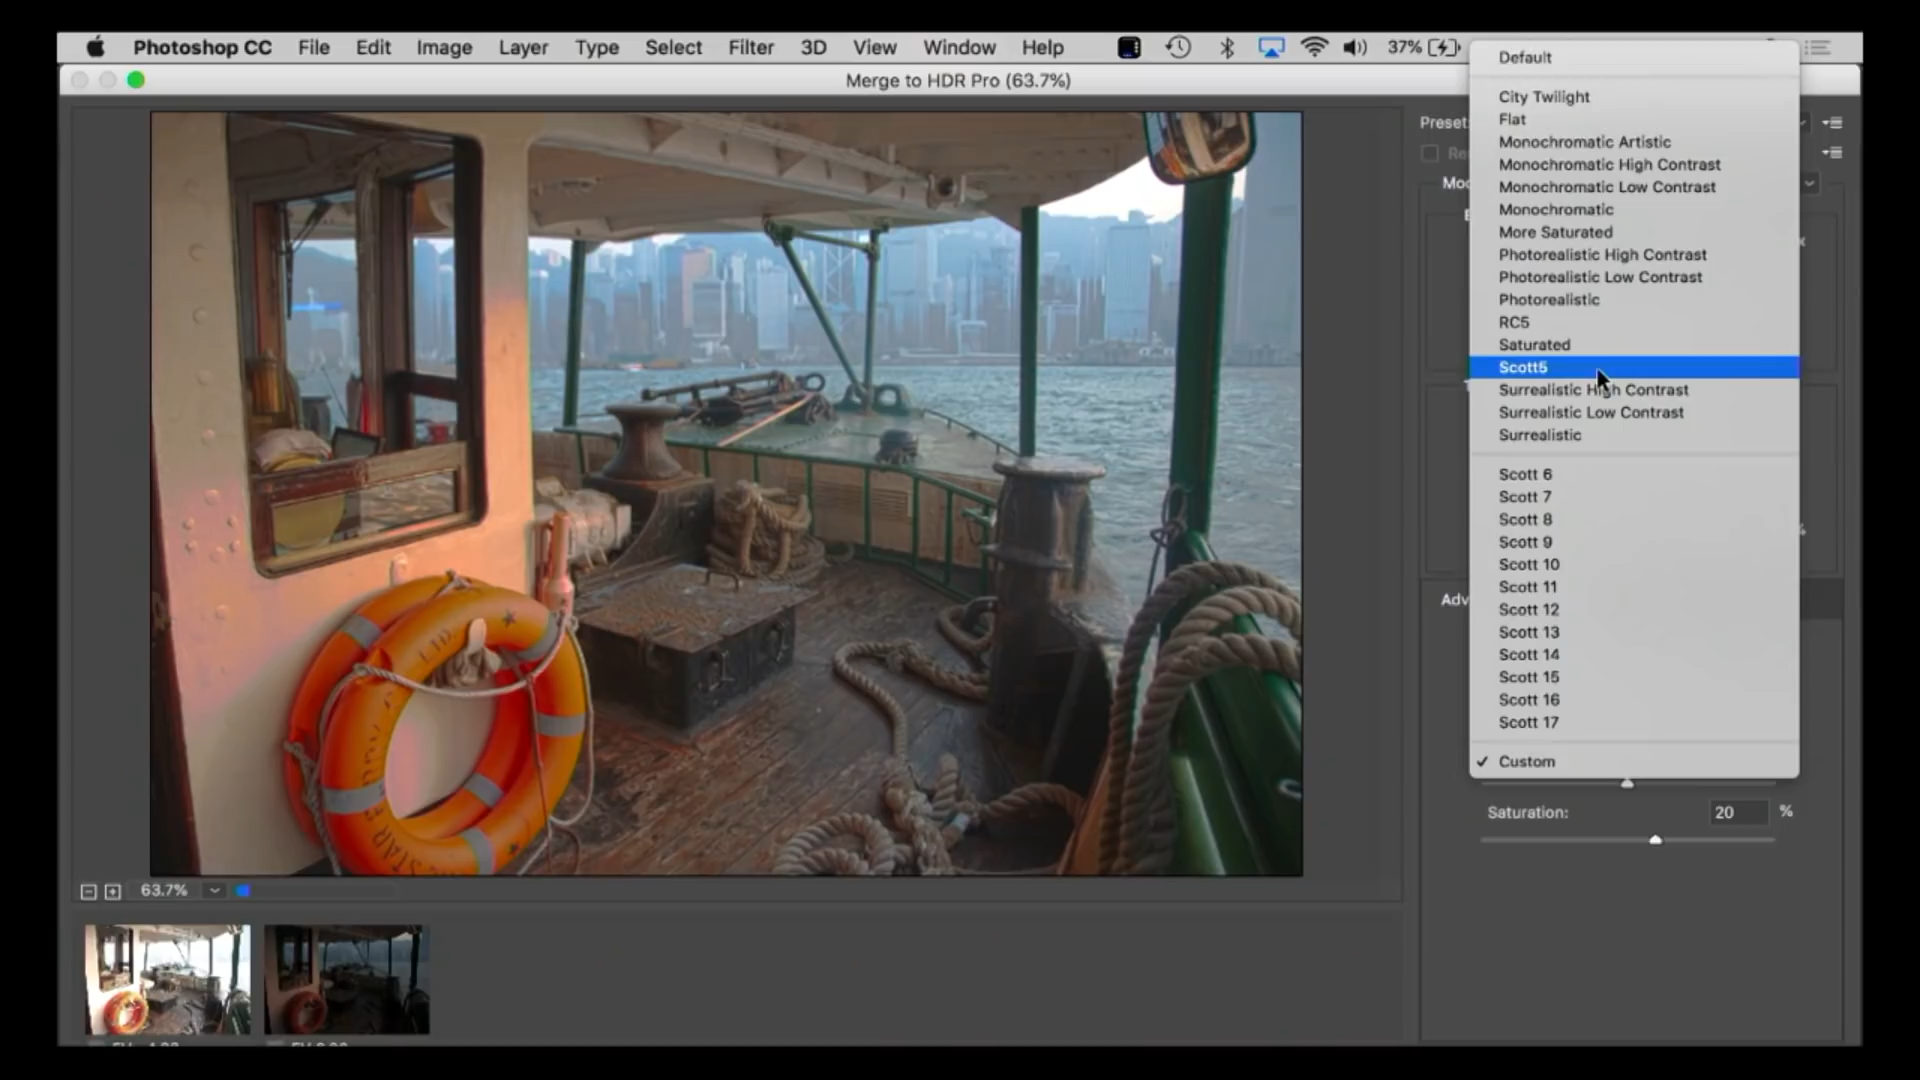 Photoshop CC File Edit Image Layer Type Select Filter 3D View Window Help 37%
Merge to HDR Pro (63.7%)
Preset:
Default
City Twilight
Flat
Monochromatic Artistic
Monochromatic High Contrast
Monochromatic Low Contrast
Monochromatic
More Saturated
Photorealistic High Contrast
Photorealistic Low Contrast
Photorealistic
RC5
Saturated
Scott5
Surrealistic High Contrast
Surrealistic Low Contrast
Surrealistic
Scott 6
Scott 7
Scott 8
Scott 9
Scott 10
Scott 11
Scott 12
Scott 13
Scott 14
Scott 15
Scott 16
Scott 17
Custom
Saturation: 20 %
LTD.
STAR
63.7%